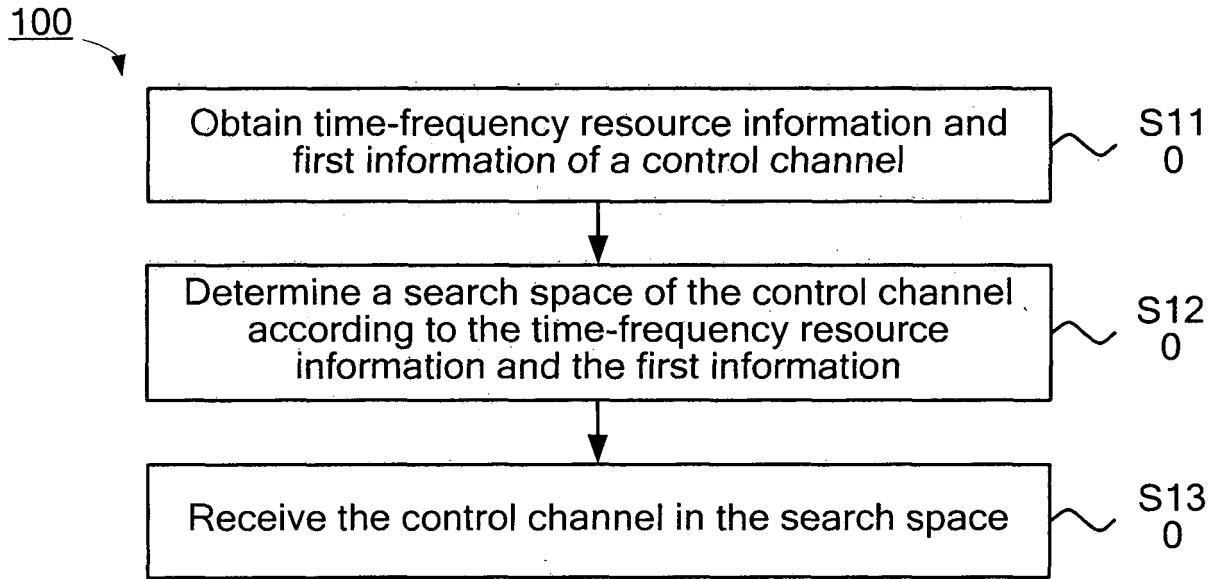 100
Obtain time-frequency resource information and
first information of a control channel
S11
0
Determine a search space of the control channel
according to the time-frequency resource
information and the first information
S12
0
Receive the control channel in the search space
S13
0